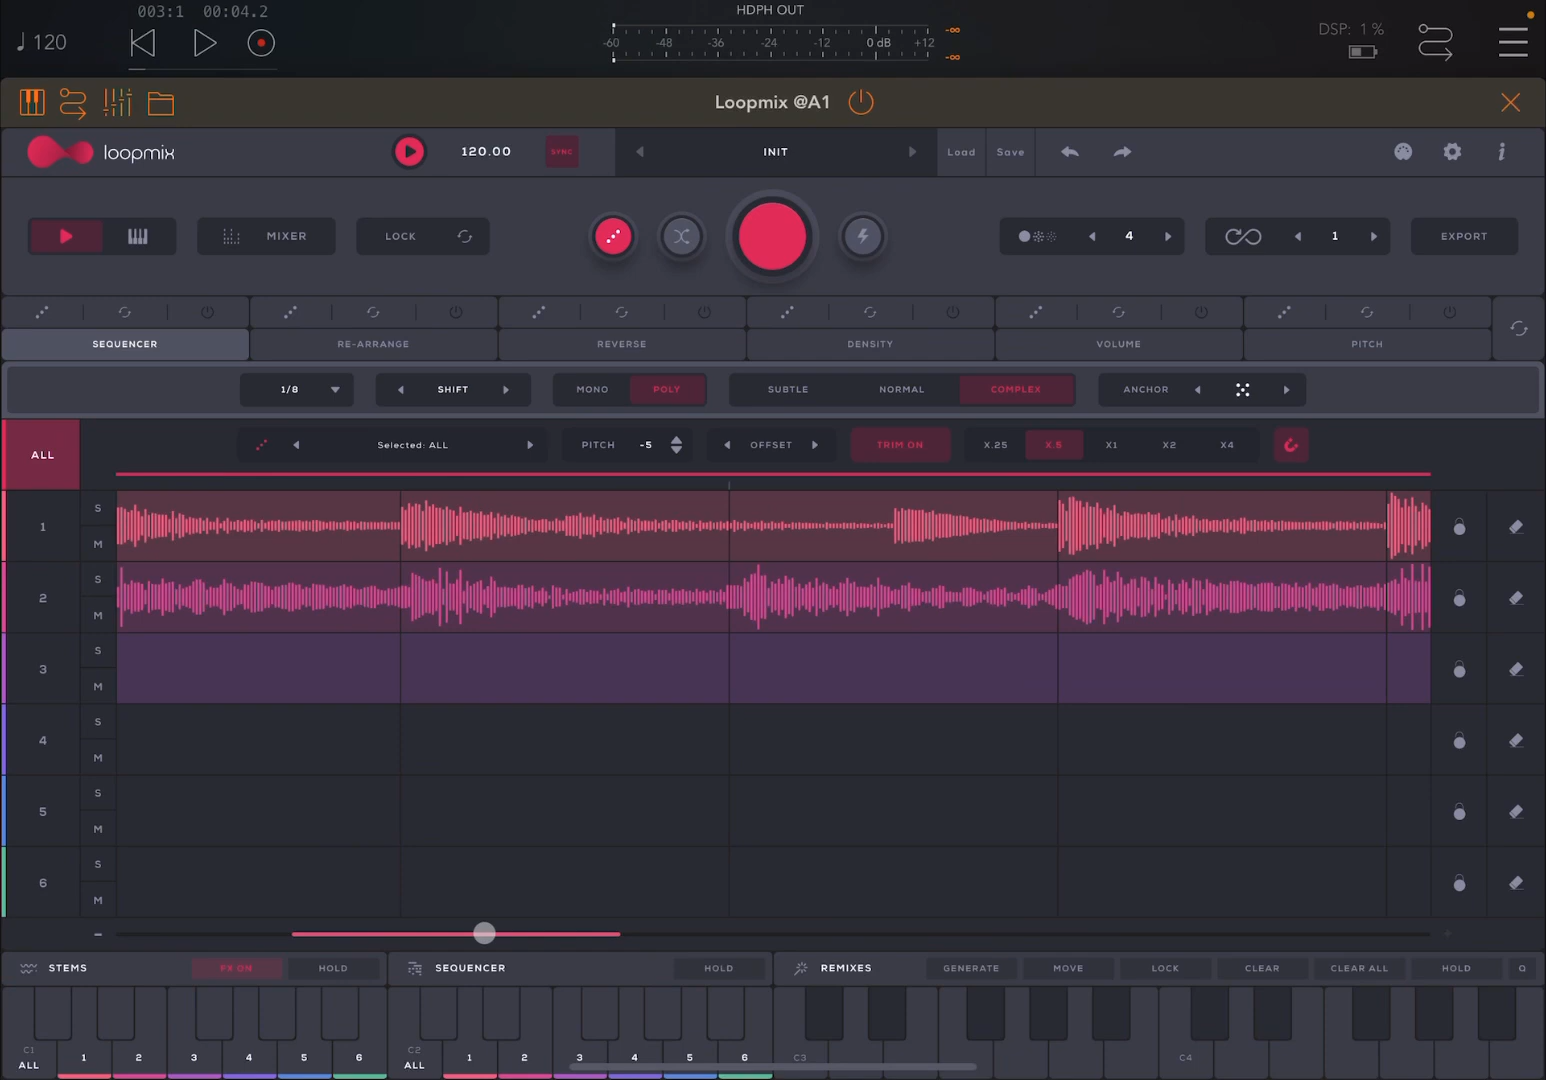 003:1 00:04.2
HDPH OUT
120
-60 -48 -36 -24 -12 0 dB +12
-∞
-∞
DSP: 1 %
Loopmix @A1
loopmix
120.00
SYNC
INIT
Load
Save
i
MIXER
LOCK
4
1
EXPORT
SEQUENCER
RE-ARRANGE
REVERSE
DENSITY
VOLUME
PITCH
1/8
SHIFT
MONO
POLY
SUBTLE
NORMAL
COMPLEX
ANCHOR
ALL
Selected: ALL
PITCH -5
OFFSET
TRIM ON
X.25
X.5
X1
X2
X4
1
S
M
2
S
M
3
S
M
4
S
M
5
S
M
6
S
M
STEMS
FX ON
HOLD
SEQUENCER
HOLD
REMIXES
GENERATE
MOVE
LOCK
CLEAR
CLEAR ALL
HOLD
Q
C1
ALL 1 2 3 4 5 6
C2
ALL 1 2 3 4 5 6
C3
C4